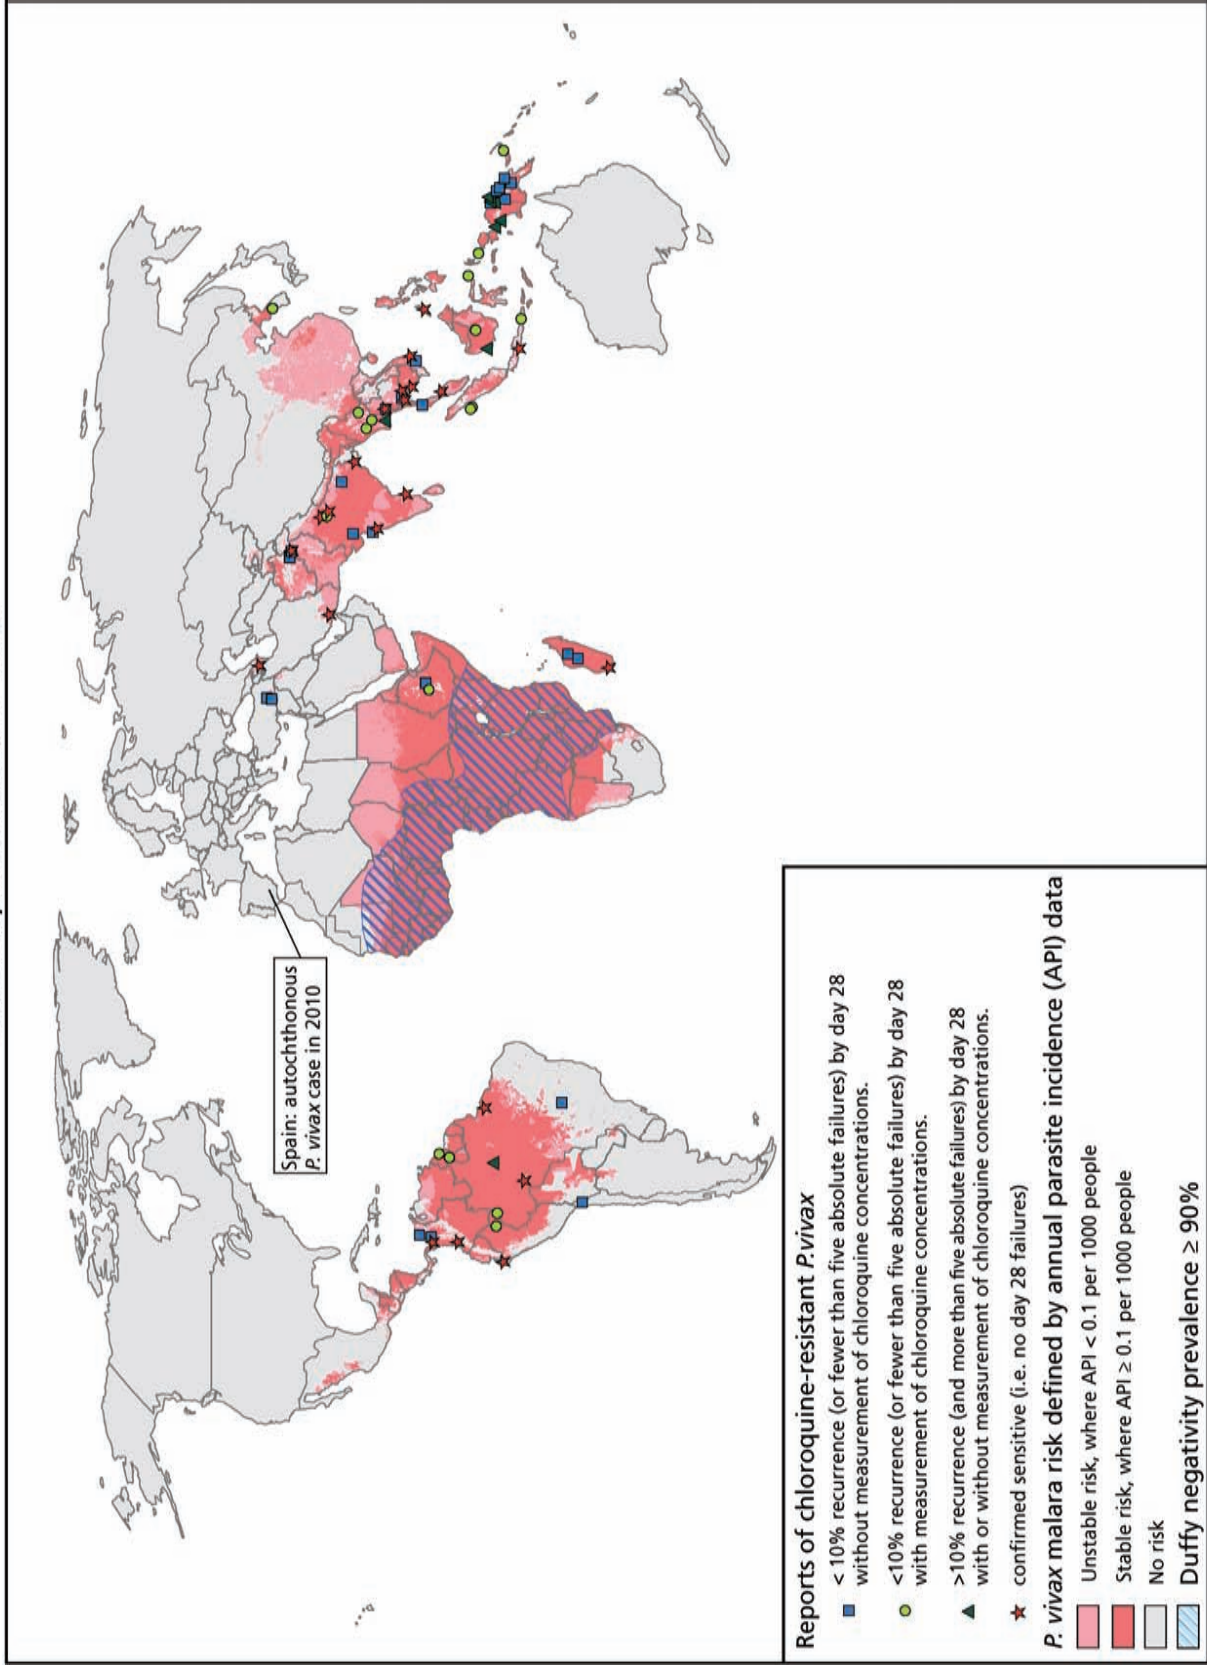 Spain: autochthonous
P. vivax case in 2010
Reports of chloroquine-resistant P.vivax
< 10% recurrence (or fewer than five absolute failures) by day 28
without measurement of chloroquine concentrations.
<10% recurrence (or fewer than five absolute failures) by day 28
with measurement of chloroquine concentrations.
>10% recurrence (and more than five absolute failures) by day 28
with or without measurement of chloroquine concentrations.
confirmed sensitive (i.e. no day 28 failures)
P. vivax malara risk defined by annual parasite incidence (API) data
Unstable risk, where API < 0.1 per 1000 people
Stable risk, where API ≥ 0.1 per 1000 people
No risk
Duffy negativity prevalence ≥ 90%